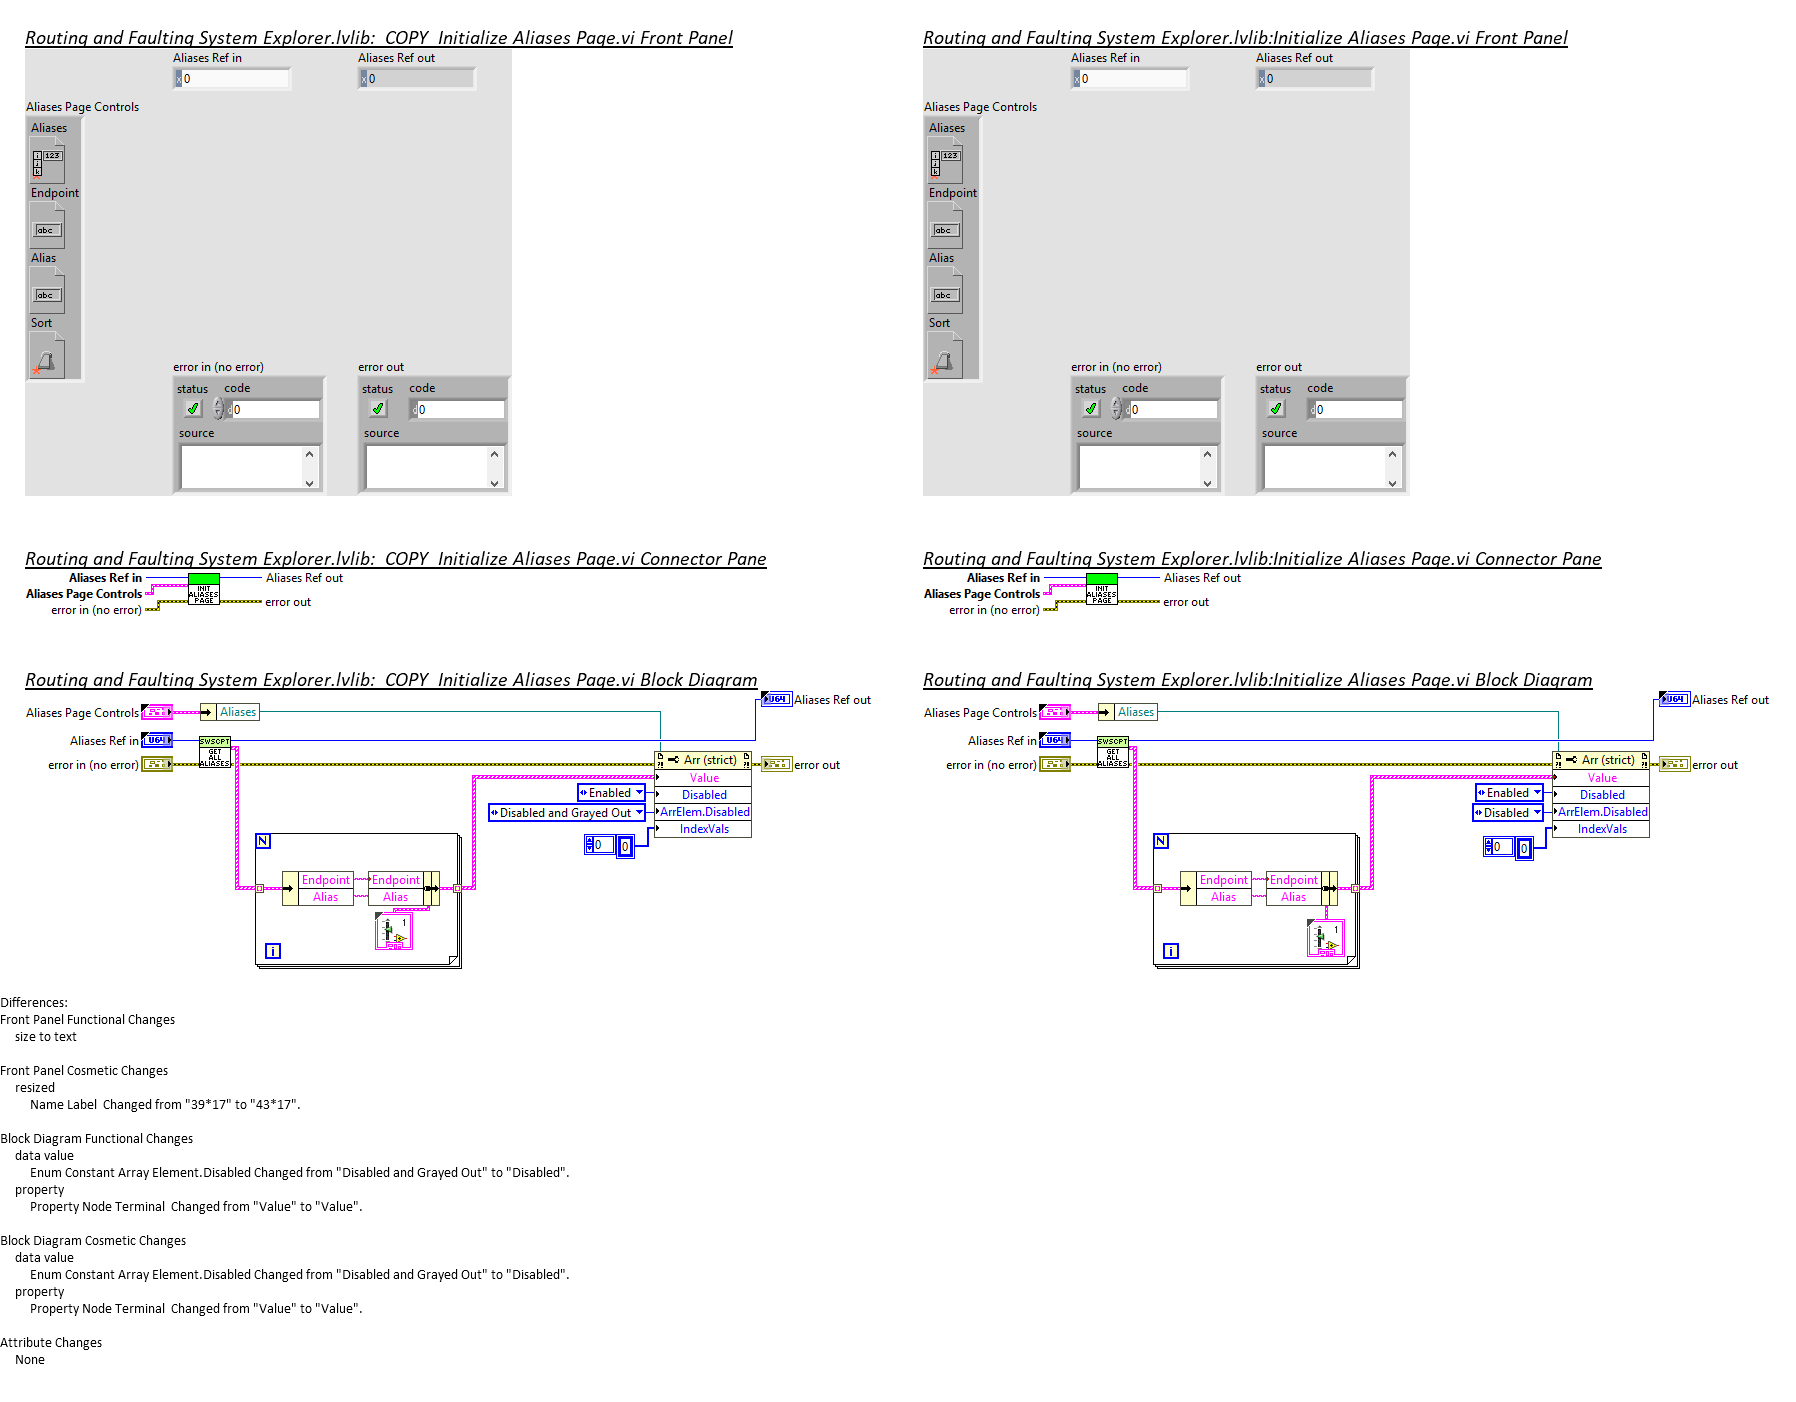 Routing and Faulting System Explorer.lvlib:  COPY  Initialize Aliases Page.vi Front Panel
Aliases Ref in
Aliases Ref out
x 0
x 0
Aliases Page Controls
Aliases
i
j
k
123
Endpoint
abc
Alias
abc
Sort
error in (no error)
error out
status
code
d 0
status
code
d 0
source
source
Routing and Faulting System Explorer.lvlib:Initialize Aliases Page.vi Front Panel
Aliases Ref in
Aliases Ref out
x 0
x 0
Aliases Page Controls
Aliases
i
j
k
123
Endpoint
abc
Alias
abc
Sort
error in (no error)
error out
status
code
d 0
status
code
d 0
source
source
Routing and Faulting System Explorer.lvlib:  COPY  Initialize Aliases Page.vi Connector Pane
Aliases Ref in
Aliases Ref out
Aliases Page Controls
INIT
ALIASES
PAGE
error in (no error)
error out
Routing and Faulting System Explorer.lvlib:Initialize Aliases Page.vi Connector Pane
Aliases Ref in
Aliases Ref out
Aliases Page Controls
INIT
ALIASES
PAGE
error in (no error)
error out
Routing and Faulting System Explorer.lvlib:  COPY  Initialize Aliases Page.vi Block Diagram
U64
Aliases Ref out
Aliases Page Controls
Aliases
Aliases Ref in
U64
SWSCPT
GET
ALL
ALIASES
error in (no error)
Arr (strict)
error out
Value
Enabled
Disabled
Disabled and Grayed Out
ArrElem.Disabled
IndexVals
0
0
N
Endpoint
Endpoint
Alias
Alias
1
i
Routing and Faulting System Explorer.lvlib:Initialize Aliases Page.vi Block Diagram
U64
Aliases Ref out
Aliases Page Controls
Aliases
Aliases Ref in
U64
SWSCPT
GET
ALL
ALIASES
error in (no error)
Arr (strict)
error out
Value
Enabled
Disabled
Disabled
ArrElem.Disabled
IndexVals
0
0
N
Endpoint
Endpoint
Alias
Alias
1
i
Differences:
Front Panel Functional Changes
size to text
Front Panel Cosmetic Changes
resized
Name Label  Changed from "39*17" to "43*17".
Block Diagram Functional Changes
data value
Enum Constant Array Element.Disabled Changed from "Disabled and Grayed Out" to "Disabled".
property
Property Node Terminal  Changed from "Value" to "Value".
Block Diagram Cosmetic Changes
data value
Enum Constant Array Element.Disabled Changed from "Disabled and Grayed Out" to "Disabled".
property
Property Node Terminal  Changed from "Value" to "Value".
Attribute Changes
None